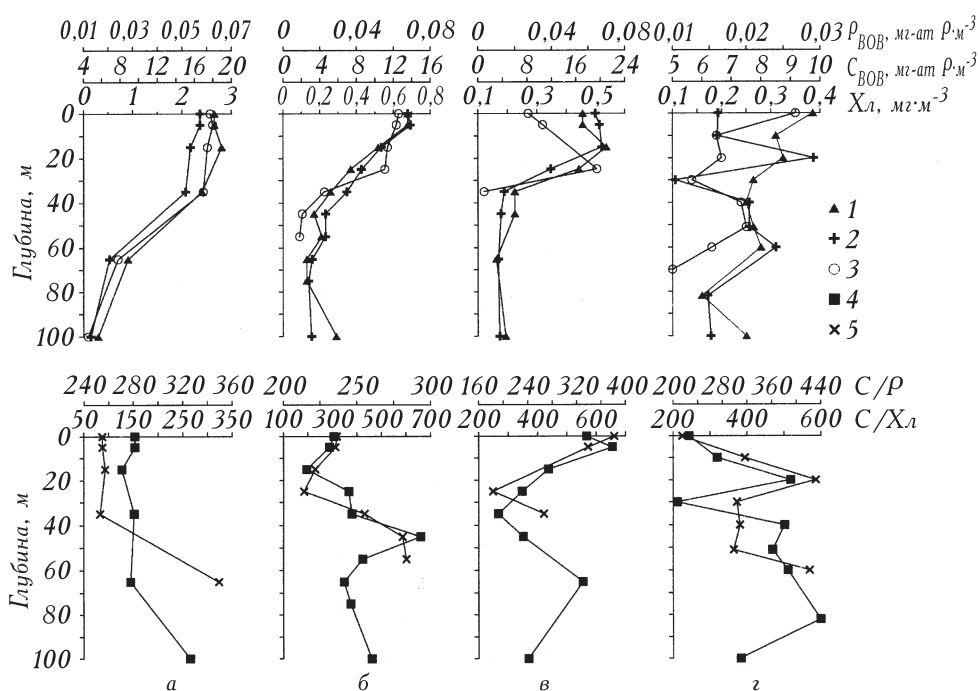 0,01 0,03 0,05 0,07 0 0,04 0,08 0 0,04 0,08 0,01 0,02 0,03 P_ВОВ, мг-ат P·м⁻³
4 8 12 16 20 0 4 8 12 16 0 8 16 24 5 6 7 8 9 10 C_ВОВ, мг-ат P·м⁻³
0 1 2 3 0 0,2 0,4 0,6 0,8 0,1 0,3 0,5 0,1 0,2 0,3 0,4 Хл, мг·м⁻³
0
20
40
60
80
100
Глубина, м
1
2
3
4
5
240 280 320 360 200 250 300 160 240 320 400 200 280 360 440 C/P
50 150 250 350 100 300 500 700 200 400 600 200 400 600 C/Хл
0
20
40
60
80
100
Глубина, м
а б в г